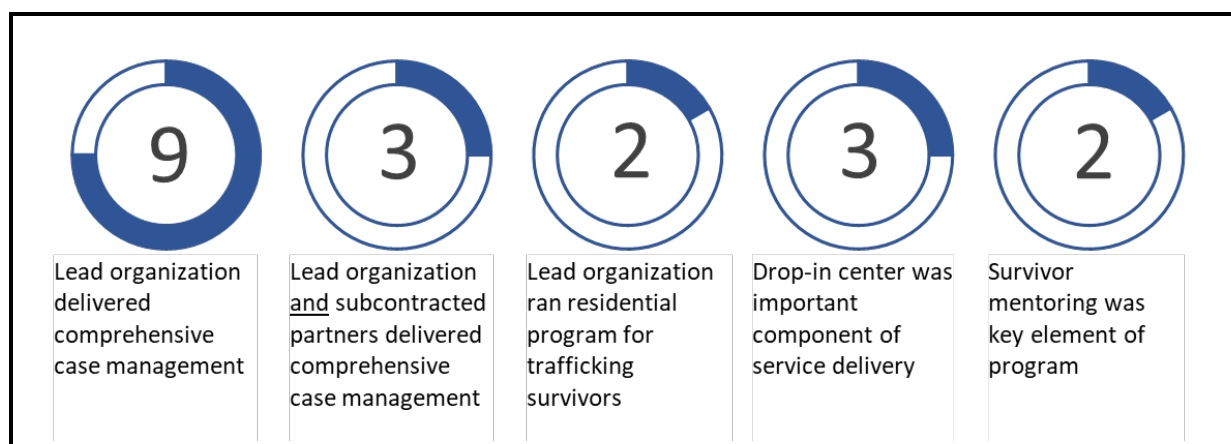 9
3
2
3
2
Lead organization
delivered
comprehensive
case management
Lead organization
and subcontracted
partners delivered
comprehensive
case management
Lead organization
ran residential
program for
trafficking
survivors
Drop-in center was
important
component of
service delivery
Survivor
mentoring was
key element of
program